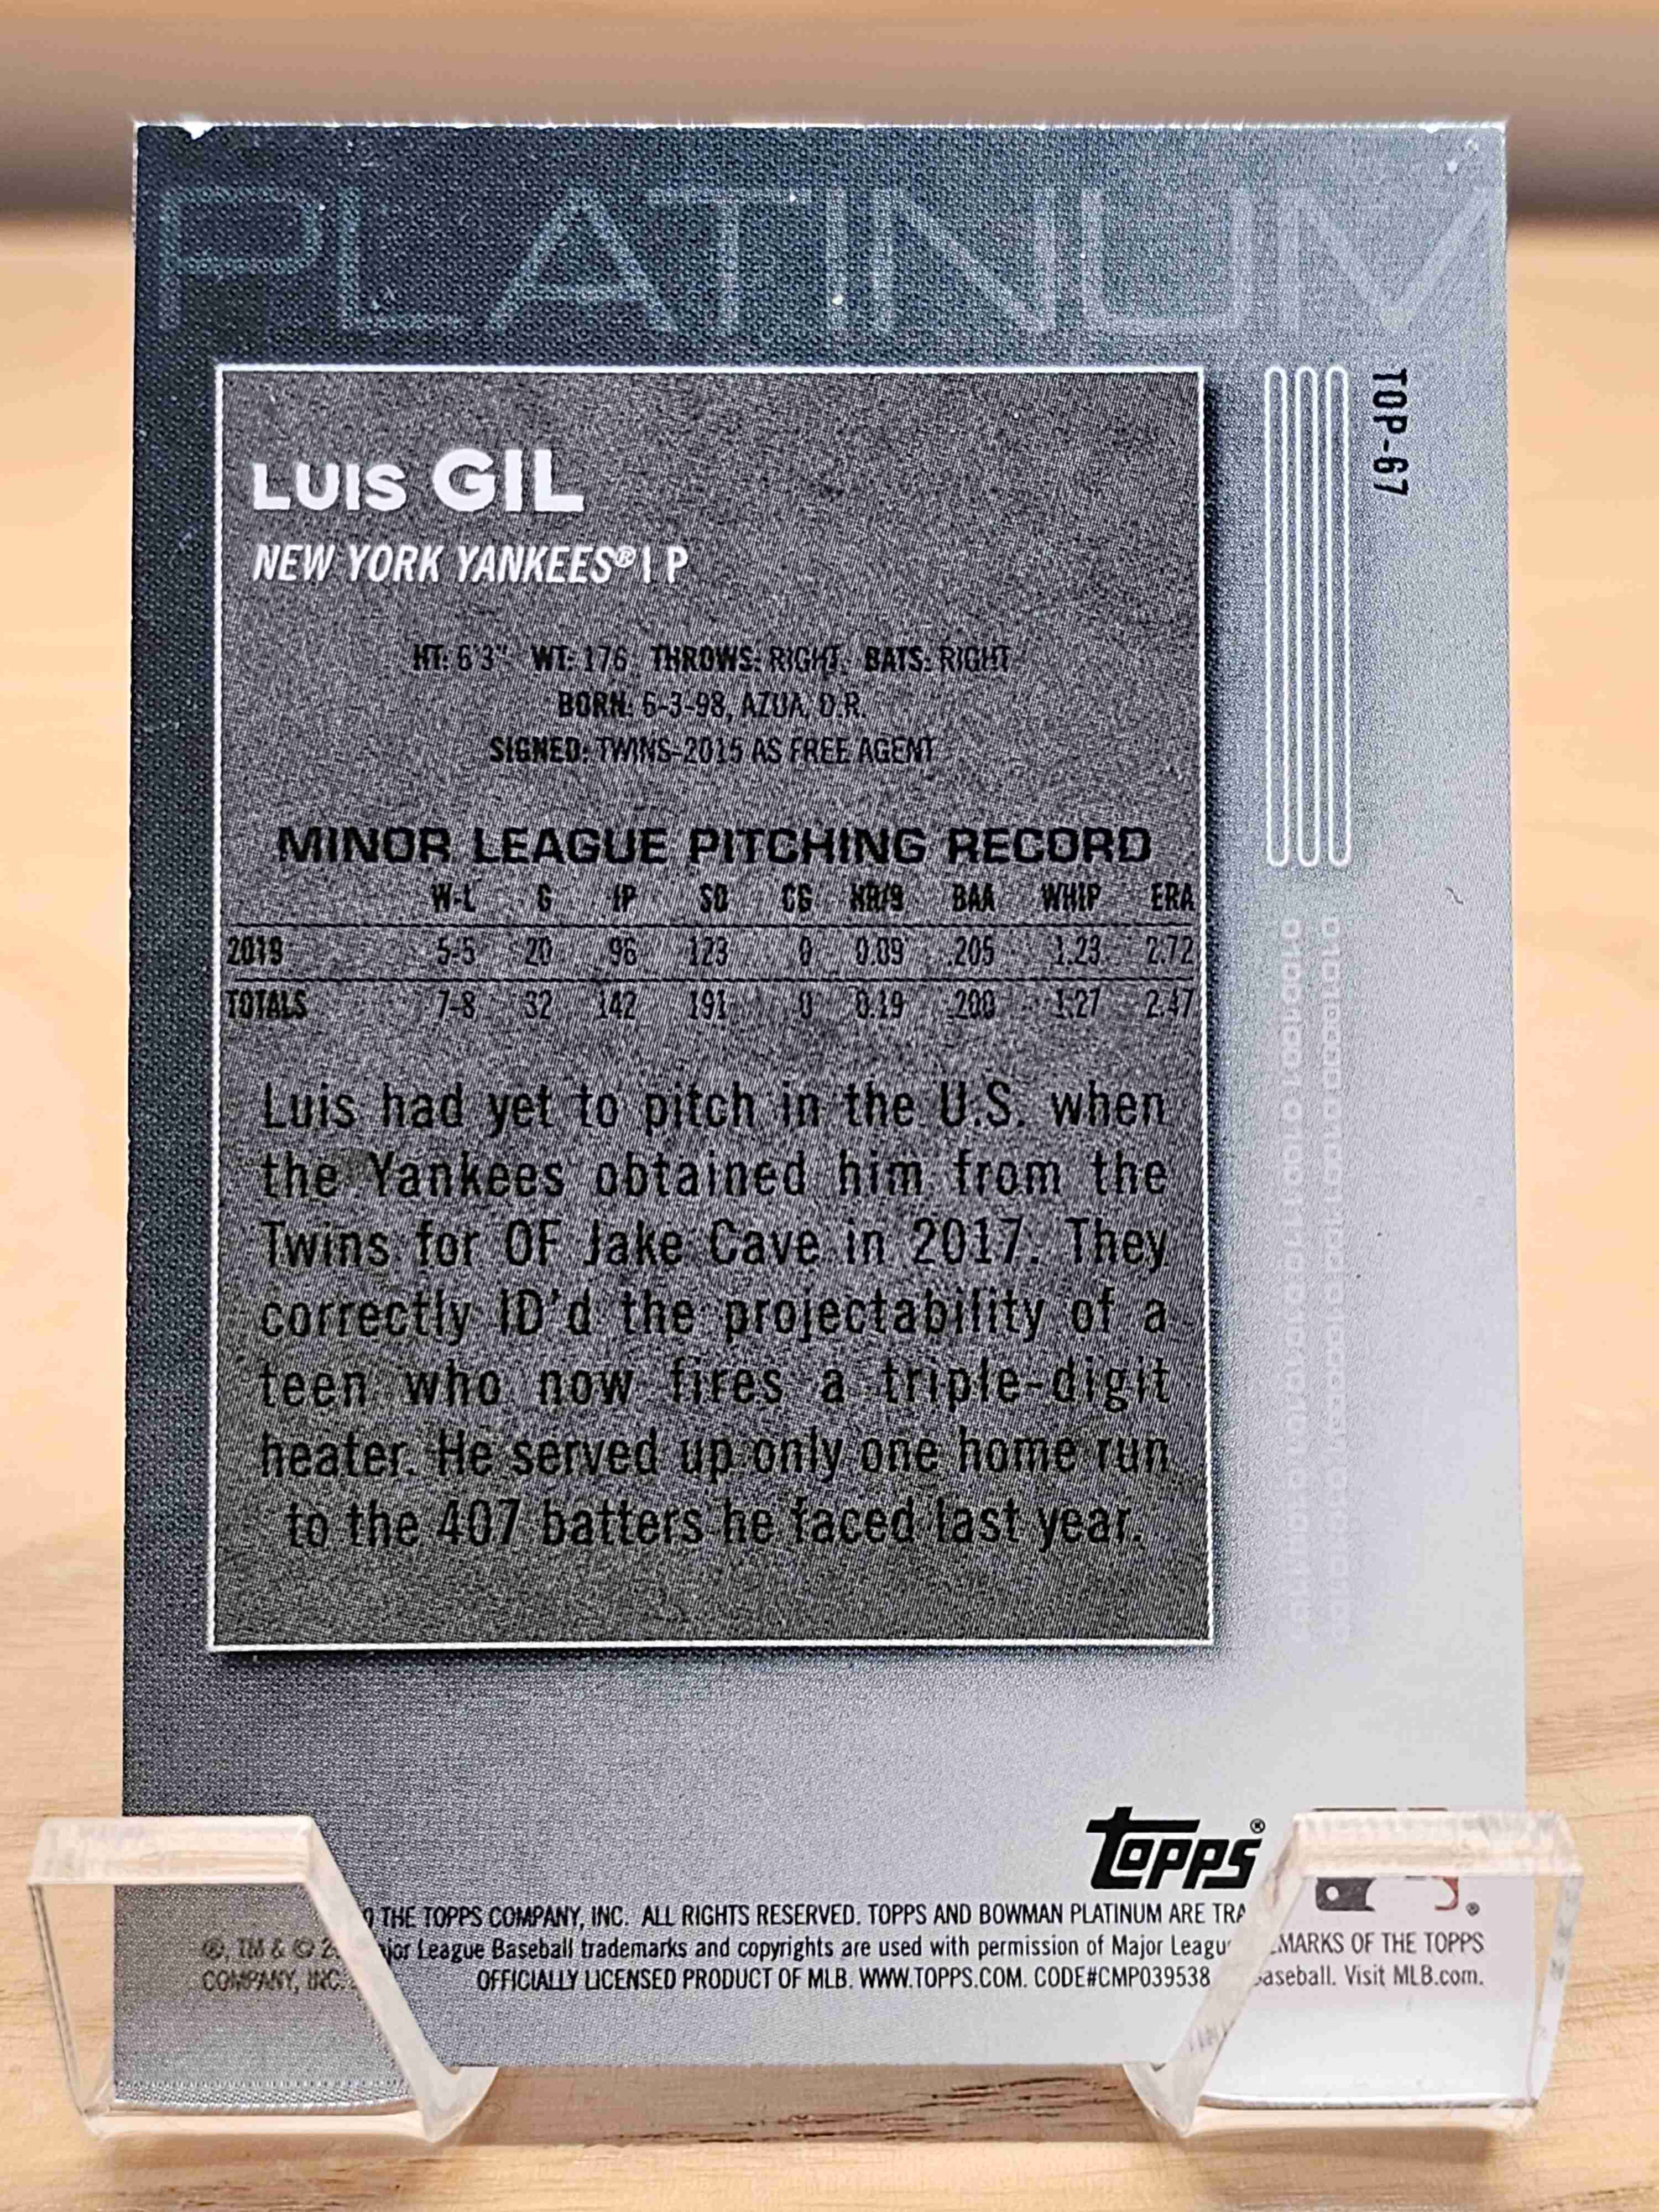 PLATINUM
TOP-67
LUIS GIL
NEW YORK YANKEES® | P
HT: 6'3" WT: 176 THROWS: RIGHT BATS: RIGHT
BORN: 6-3-98, AZUA, D.R.
SIGNED: TWINS-2015 AS FREE AGENT
MINOR LEAGUE PITCHING RECORD
W-L G IP SO CG HR/9 BAA WHIP ERA
2019 5-5 20 96 123 0 0.09 .205 1.23 2.72
TOTALS 7-8 32 142 191 0 0.19 .200 1.27 2.47
Luis had yet to pitch in the U.S. when
the Yankees obtained him from the
Twins for OF Jake Cave in 2017. They
correctly ID'd the projectability of a
teen who now fires a triple-digit
heater. He served up only one home run
to the 407 batters he faced last year.
topps®
®, TM & © THE TOPPS COMPANY, INC. ALL RIGHTS RESERVED. TOPPS AND BOWMAN PLATINUM ARE MARKS OF THE TOPPS
COMPANY, INC. League Baseball trademarks and copyrights are used with permission of Major Baseball. Visit MLB.com.
OFFICIALLY LICENSED PRODUCT OF MLB. WWW.TOPPS.COM. CODE#CMP039538